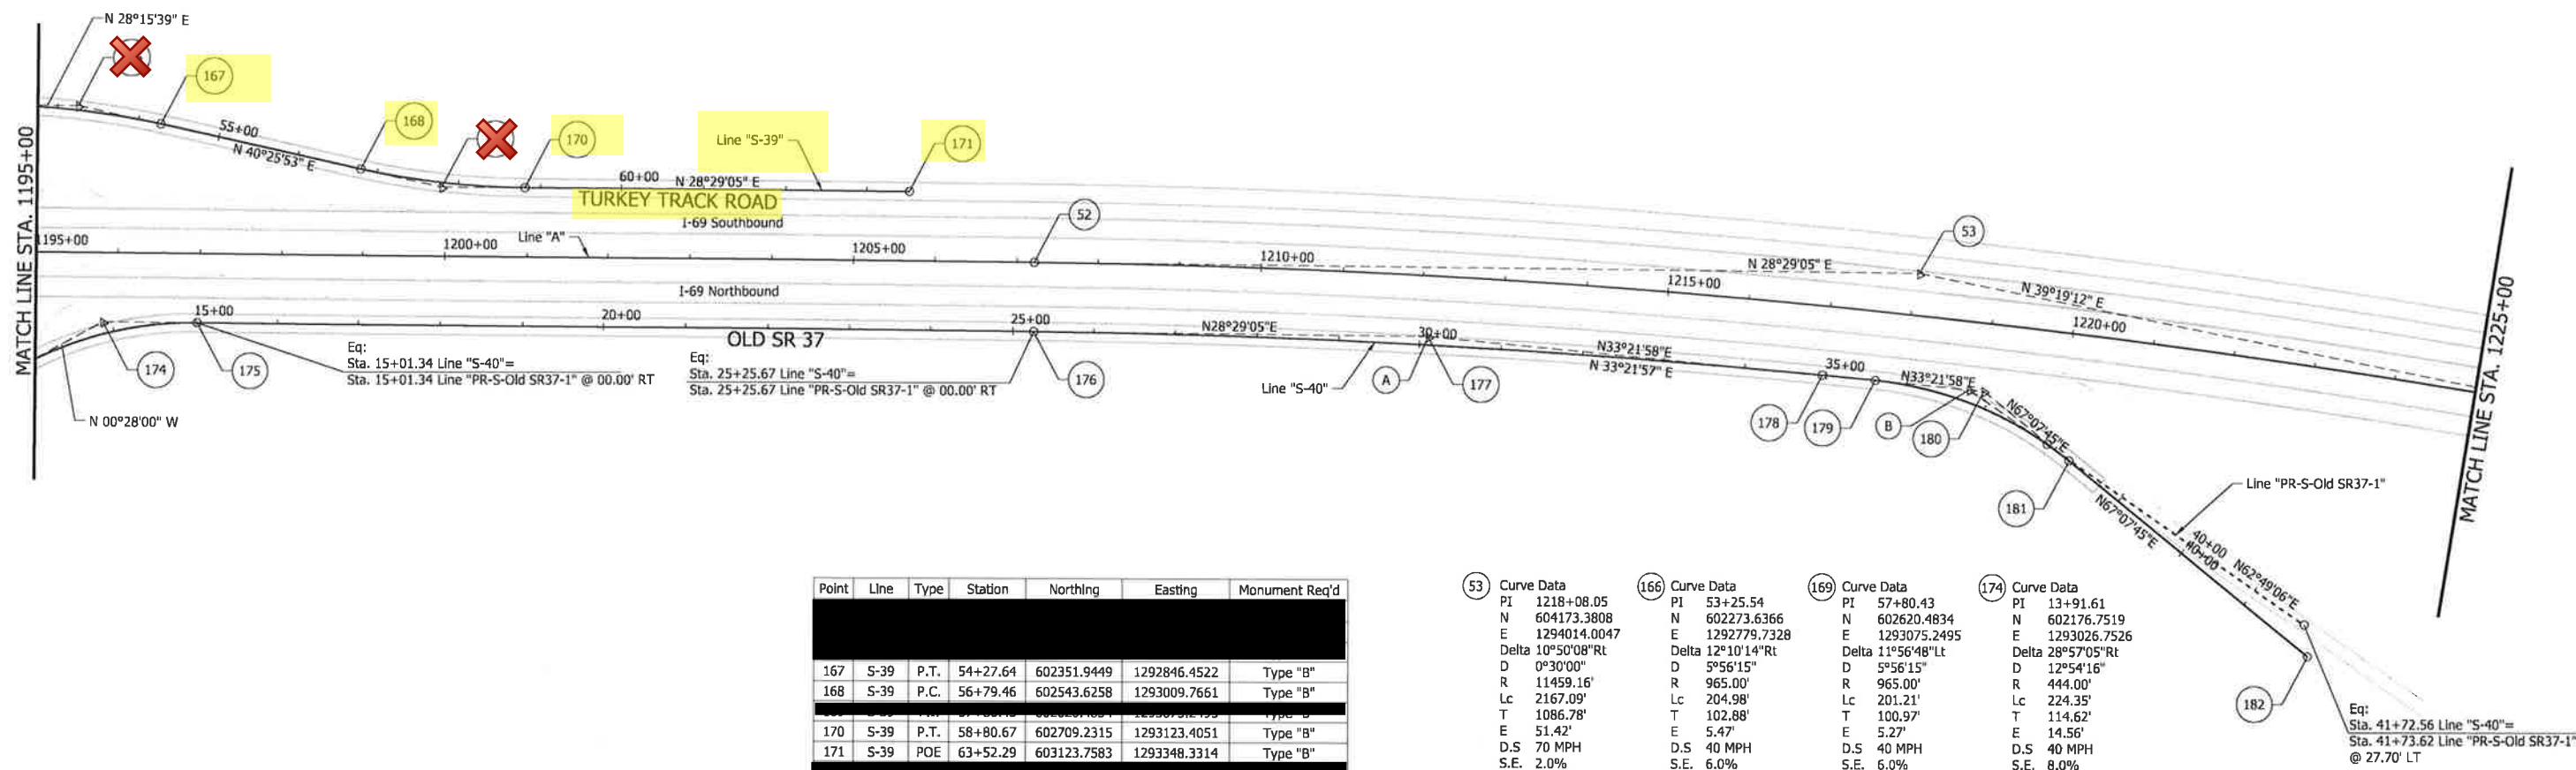 N 28°15'39" E
167
55+00
N 40°25'53" E
168
170
Line "S-39"
171
60+00
N 28°29'05" E
TURKEY TRACK ROAD
I-69 Southbound
52
53
MATCH LINE STA. 1195+00
1195+00
1200+00
Line "A"
1205+00
1210+00
N 28°29'05" E
1215+00
N 39°19'12" E
1220+00
MATCH LINE STA. 1225+00
I-69 Northbound
15+00
20+00
OLD SR 37
25+00
N28°29'05"E
30+00
N33°21'58"E
N 33°21'57" E
35+00
N33°21'58"E
N67°07'45"E
174
175
Eq:
Sta. 15+01.34 Line "S-40"=
Sta. 15+01.34 Line "PR-S-Old SR37-1" @ 00.00' RT
Eq:
Sta. 25+25.67 Line "S-40"=
Sta. 25+25.67 Line "PR-S-Old SR37-1" @ 00.00' RT
176
Line "S-40"
A
177
178
179
B
180
N 00°28'00" W
181
Line "PR-S-Old SR37-1"
N67°07'45"E
40+00
40+00
N62°49'06"E
182
Eq:
Sta. 41+72.56 Line "S-40"=
Sta. 41+73.62 Line "PR-S-Old SR37-1"
@ 27.70' LT
Point Line Type Station Northing Easting Monument Req'd
167 S-39 P.T. 54+27.64 602351.9449 1292846.4522 Type "B"
168 S-39 P.C. 56+79.46 602543.6258 1293009.7661 Type "B"
170 S-39 P.T. 58+80.67 602709.2315 1293123.4051 Type "B"
171 S-39 POE 63+52.29 603123.7583 1293348.3314 Type "B"
53 Curve Data
PI 1218+08.05
N 604173.3808
E 1294014.0047
Delta 10°50'08"Rt
D 0°30'00"
R 11459.16'
Lc 2167.09'
T 1086.78'
E 51.42'
D.S 70 MPH
S.E. 2.0%
166 Curve Data
PI 53+25.54
N 602273.6366
E 1292779.7328
Delta 12°10'14"Rt
D 5°56'15"
R 965.00'
Lc 204.98'
T 102.88'
E 5.47'
D.S 40 MPH
S.E. 6.0%
169 Curve Data
PI 57+80.43
N 602620.4834
E 1293075.2495
Delta 11°56'48"Lt
D 5°56'15"
R 965.00'
Lc 201.21'
T 100.97'
E 5.27'
D.S 40 MPH
S.E. 6.0%
174 Curve Data
PI 13+91.61
N 602176.7519
E 1293026.7526
Delta 28°57'05"Rt
D 12°54'16"
R 444.00'
Lc 224.35'
T 114.62'
E 14.56'
D.S 40 MPH
S.E. 8.0%